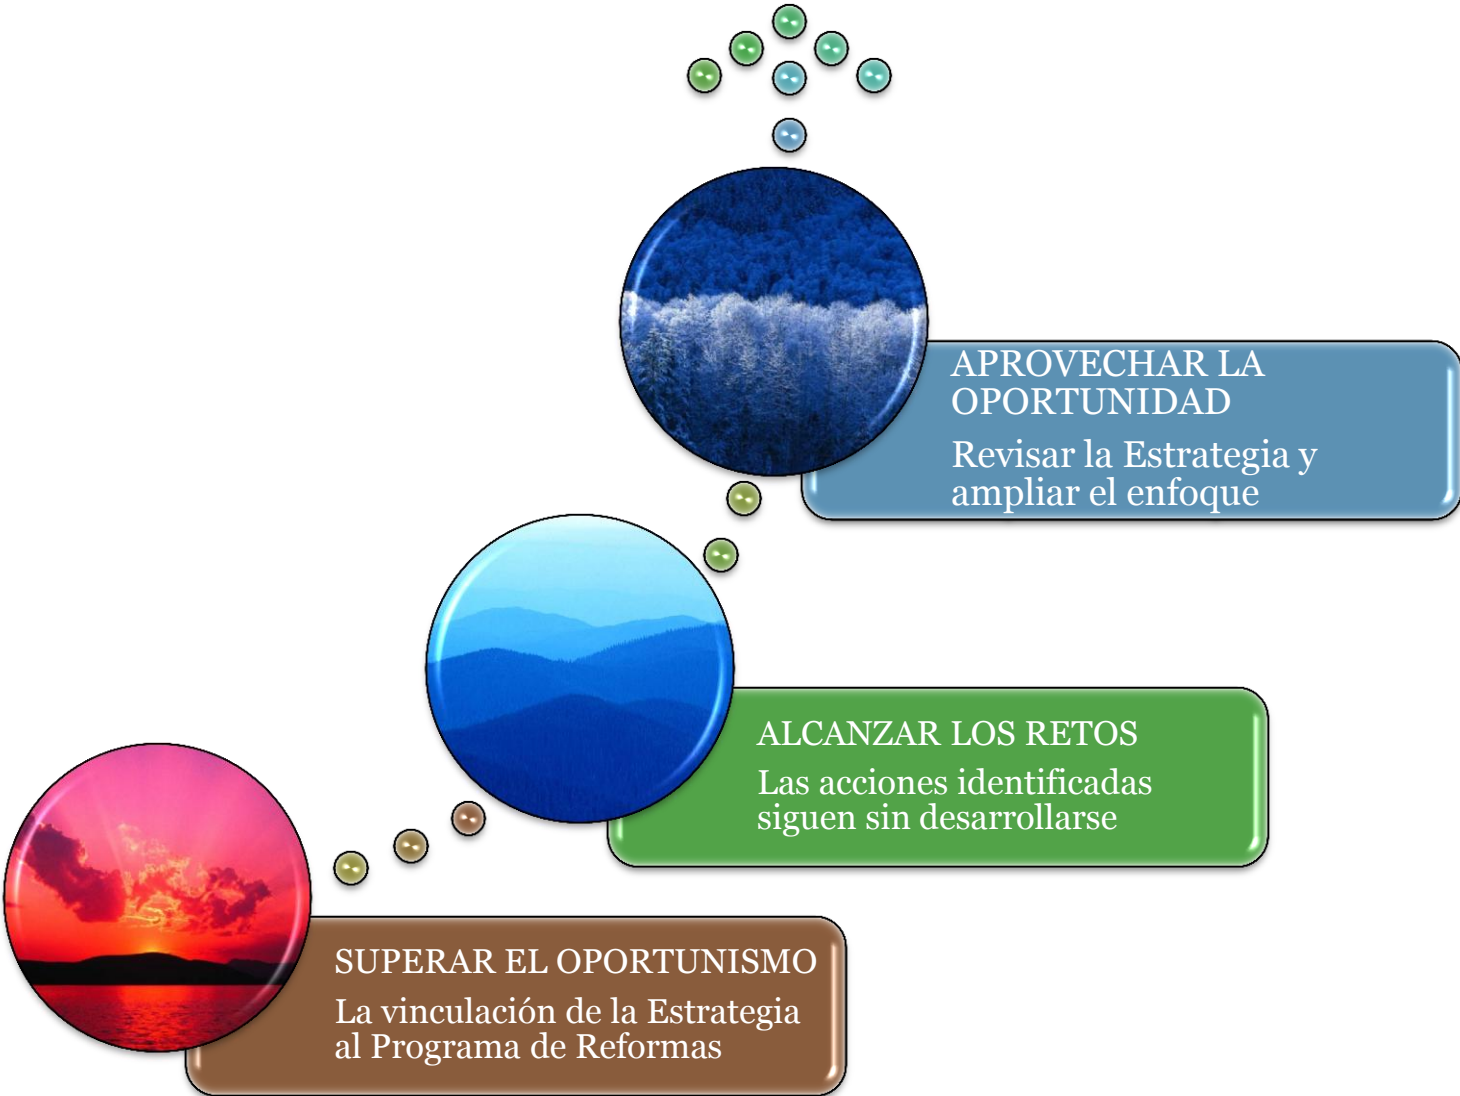 APROVECHAR LA
OPORTUNIDAD
Revisar la Estrategia y
ampliar el enfoque
ALCANZAR LOS RETOS
Las acciones identificadas
siguen sin desarrollarse
SUPERAR EL OPORTUNISMO
La vinculación de la Estrategia
al Programa de Reformas